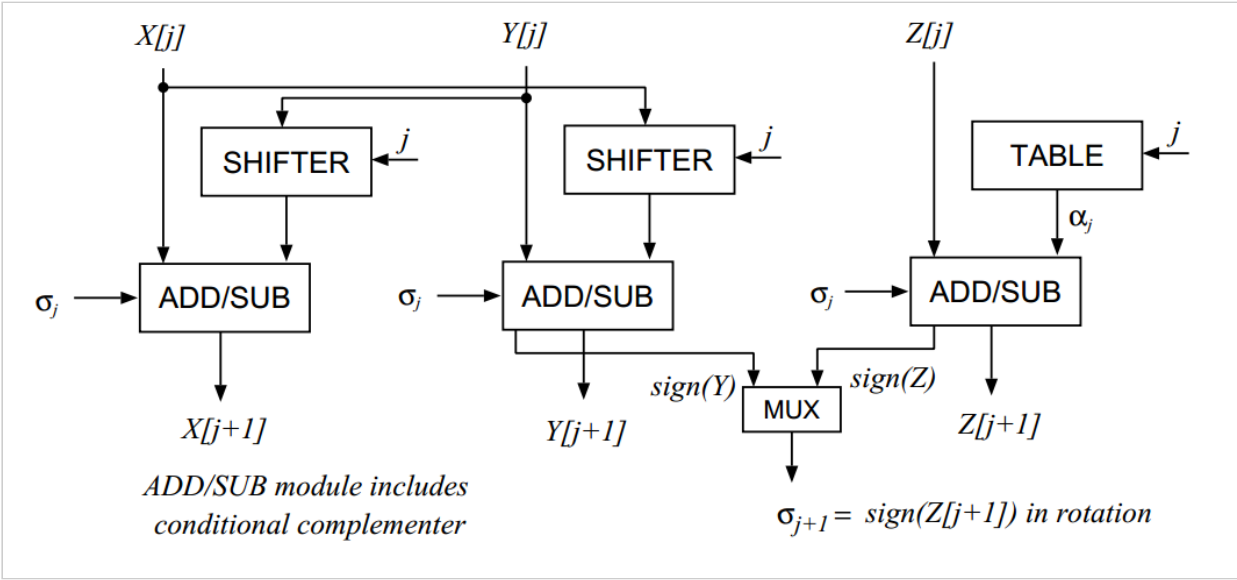 X[j]
Y[j]
Z[j]
SHIFTER
j
SHIFTER
j
TABLE
j
αj
σj
ADD/SUB
σj
ADD/SUB
σj
ADD/SUB
sign(Y)
sign(Z)
MUX
X[j+1]
Y[j+1]
Z[j+1]
ADD/SUB module includes
conditional complementer
σj+1 = sign(Z[j+1]) in rotation